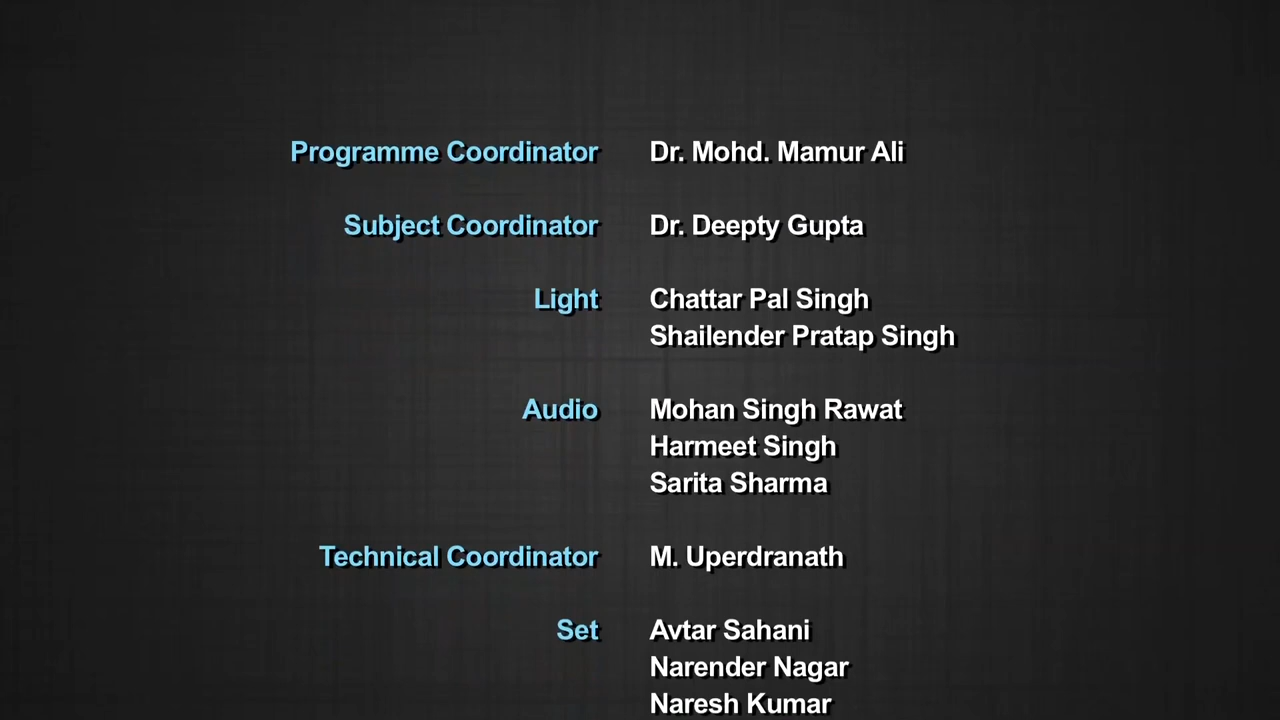 Programme Coordinator Dr. Mohd. Mamur Ali
Subject Coordinator Dr. Deepty Gupta
Light Chattar Pal Singh
Shailender Pratap Singh
Audio Mohan Singh Rawat
Harmeet Singh
Sarita Sharma
Technical Coordinator M. Uperdranath
Set Avtar Sahani
Narender Nagar
Naresh Kumar